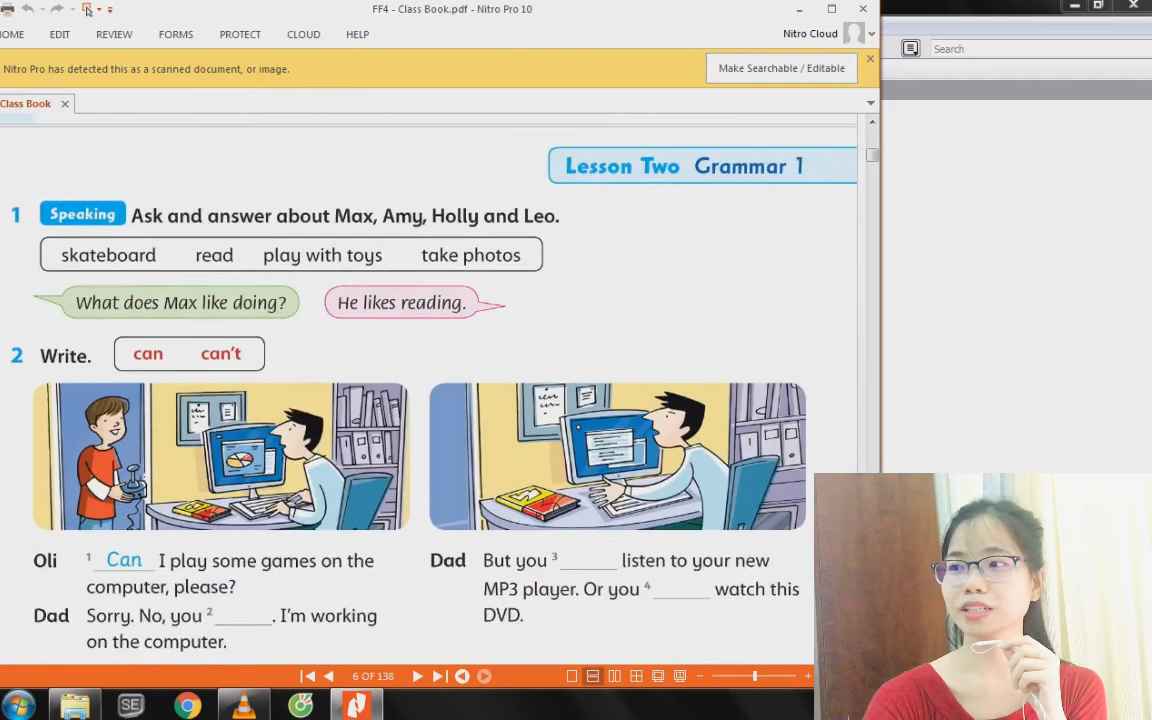 FF4 - Class Book.pdf - Nitro Pro 10
OME EDIT REVIEW FORMS PROTECT CLOUD HELP
Nitro Cloud
Search
Nitro Pro has detected this as a scanned document, or image.
Make Searchable / Editable
Class Book
Lesson Two Grammar 1
1 Speaking Ask and answer about Max, Amy, Holly and Leo.
skateboard read play with toys take photos
What does Max like doing? He likes reading.
2 Write. can can't
Oli 1 Can I play some games on the
computer, please?
Dad Sorry. No, you 2 ______. I'm working
on the computer.
Dad But you 3 ______ listen to your new
MP3 player. Or you 4 ______ watch this
DVD.
6 OF 138
SE